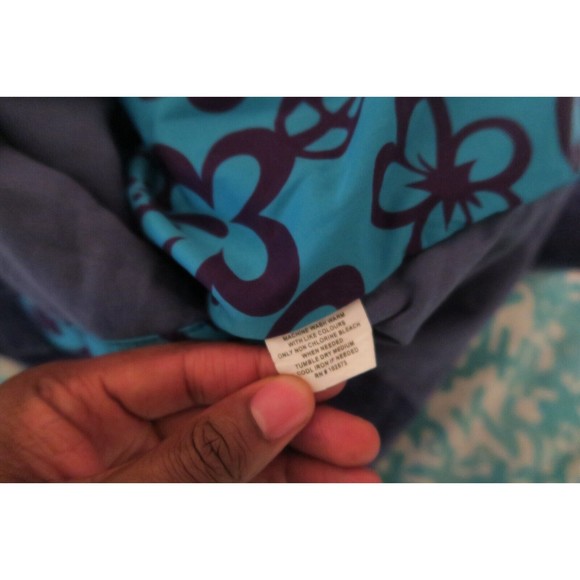 MACHINE WASH WARM
WITH LIKE COLOURS
ONLY NON CHLORINE BLEACH
WHEN NEEDED
TUMBLE DRY MEDIUM
COOL IRON IF NEEDED
RN #